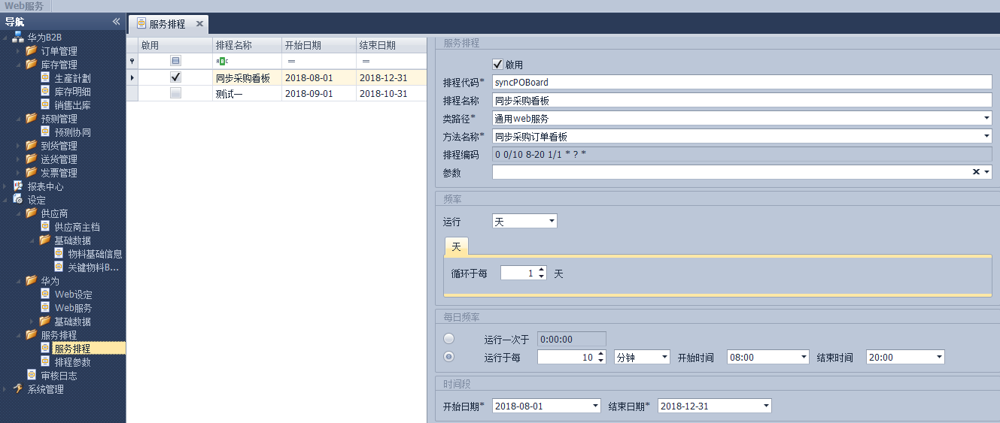 Web服务
导航
华为B2B
订单管理
库存管理
生產計劃
库存明细
销售出库
预测管理
预测协同
到货管理
送货管理
发票管理
报表中心
设定
供应商
供应商主档
基础数据
物料基础信息
关键物料B...
华为
Web设定
Web服务
基础数据
服务排程
服务排程
排程参数
审核日志
系统管理
服务排程
啟用 排程名称 开始日期 结束日期
ABC = =
同步采购看板 2018-08-01 2018-12-31
测试一 2018-09-01 2018-10-31
服务排程
啟用
排程代码* syncPOBoard
排程名称 同步采购看板
类路径* 通用web服务
方法名称* 同步采购订单看板
排程编码 0 0/10 8-20 1/1 * ? *
参数
频率
运行 天
天
循环于每 1 天
每日频率
运行一次于 0:00:00
运行于每 10 分钟 开始时间 08:00 结束时间 20:00
时间段
开始日期* 2018-08-01 结束日期* 2018-12-31